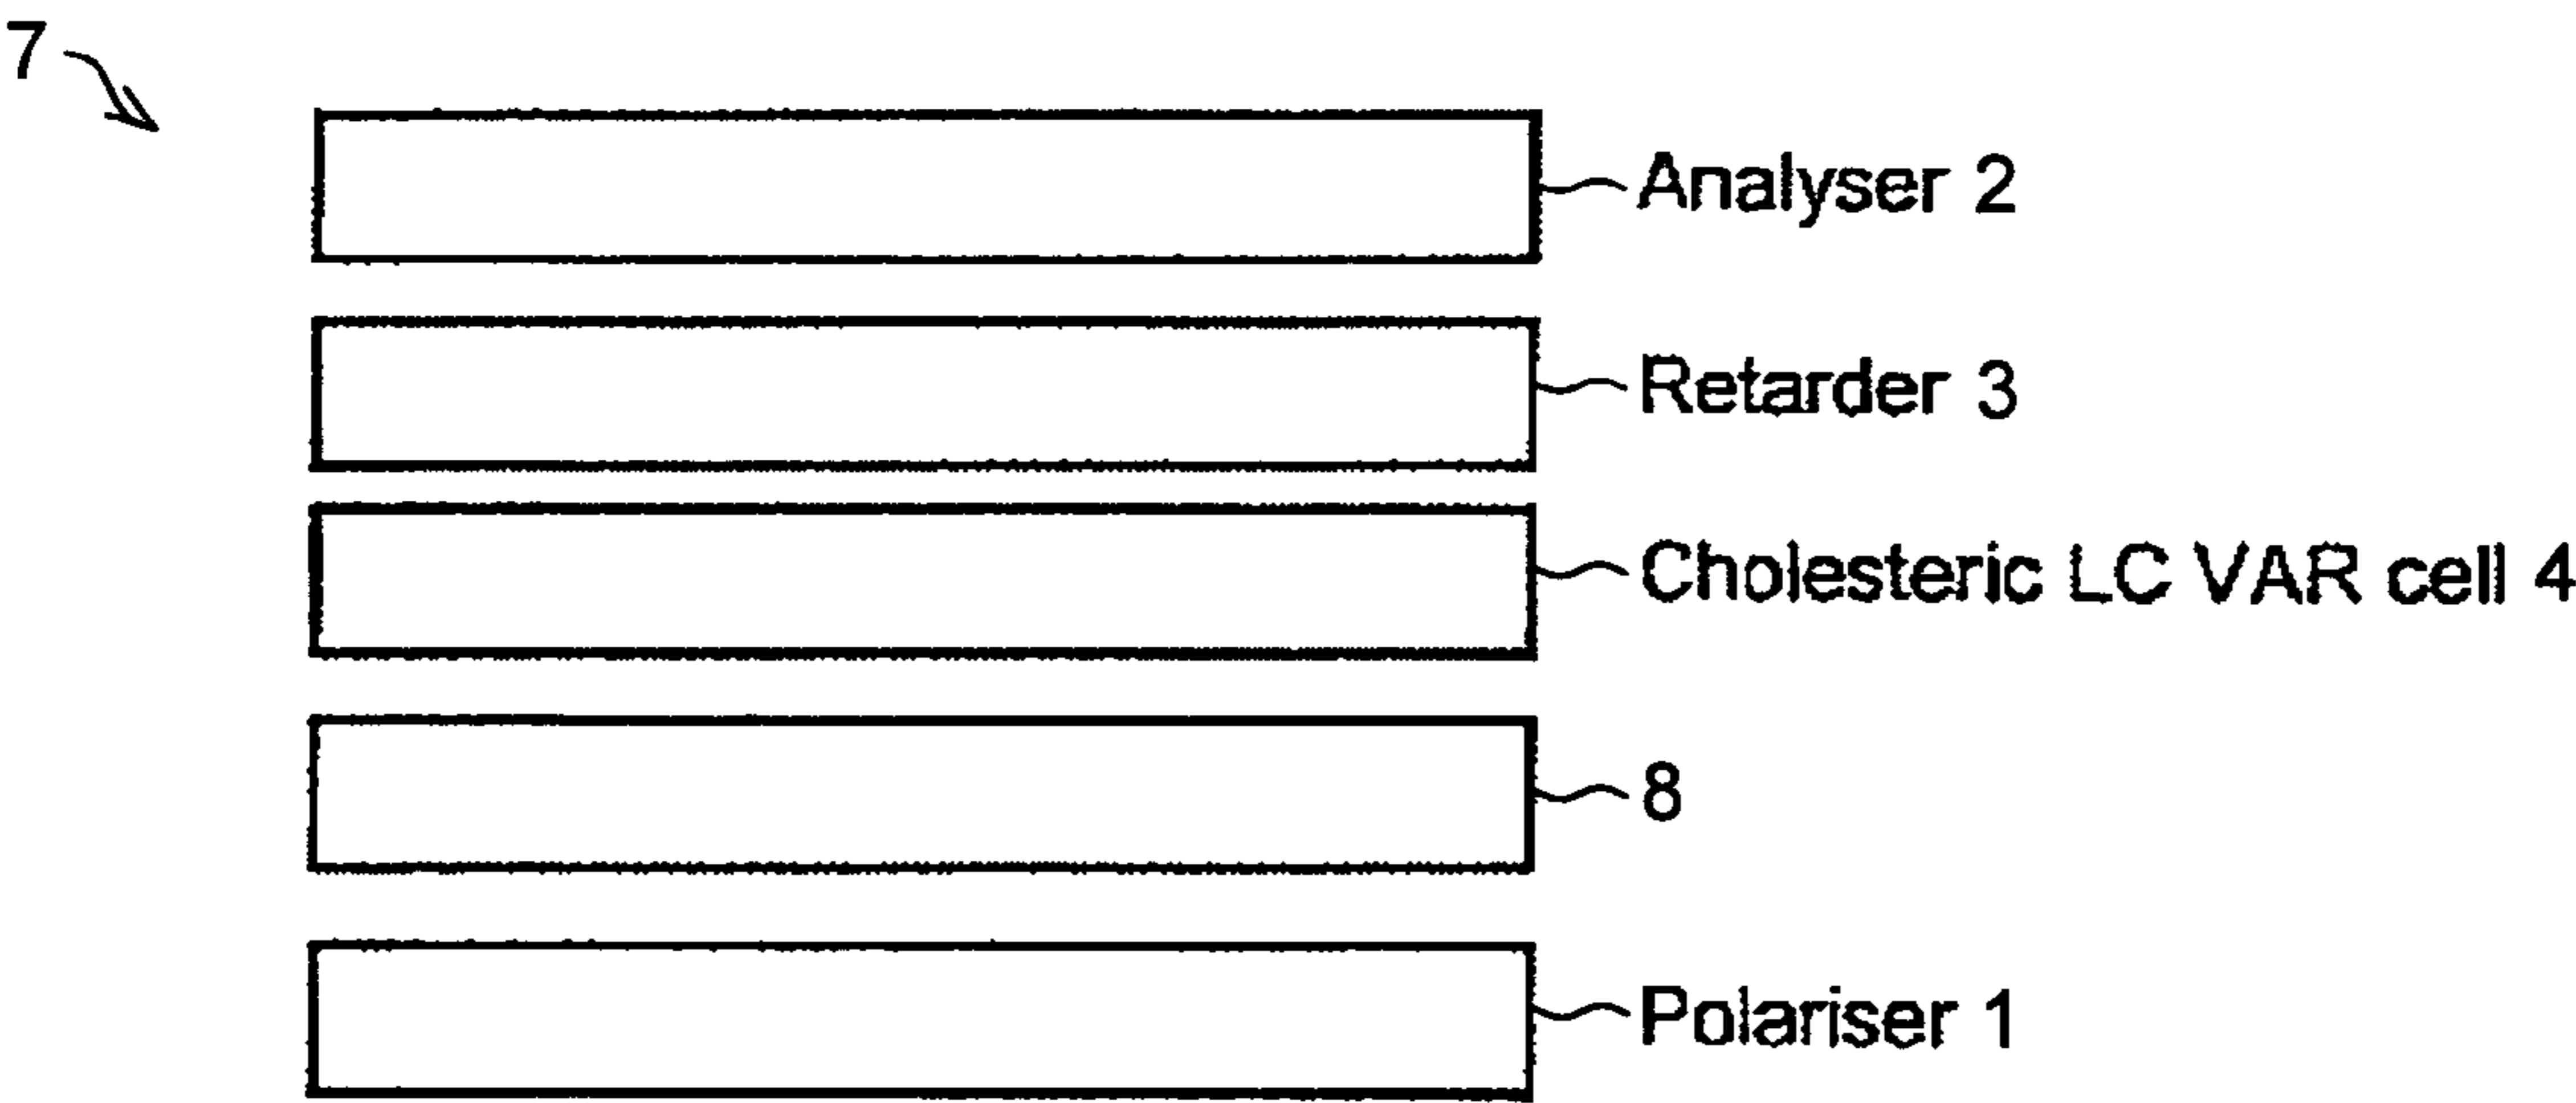 7
Analyser 2
Retarder 3
Cholesteric LC VAR cell 4
8
Polariser 1